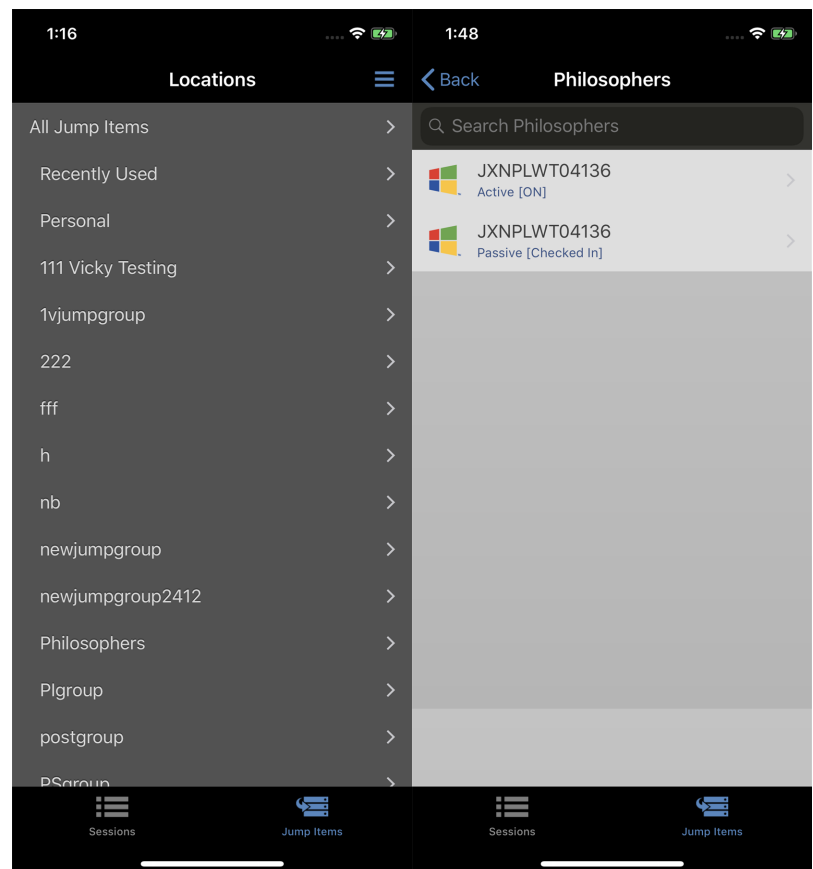 1:16
Locations
All Jump Items
Recently Used
Personal
111 Vicky Testing
1vjumpgroup
222
fff
h
nb
newjumpgroup
newjumpgroup2412
Philosophers
PIgroup
postgroup
PSgroup
Sessions
Jump Items
1:48
Back
Philosophers
Search Philosophers
JXNPLWT04136
Active [ON]
JXNPLWT04136
Passive [Checked In]
Sessions
Jump Items